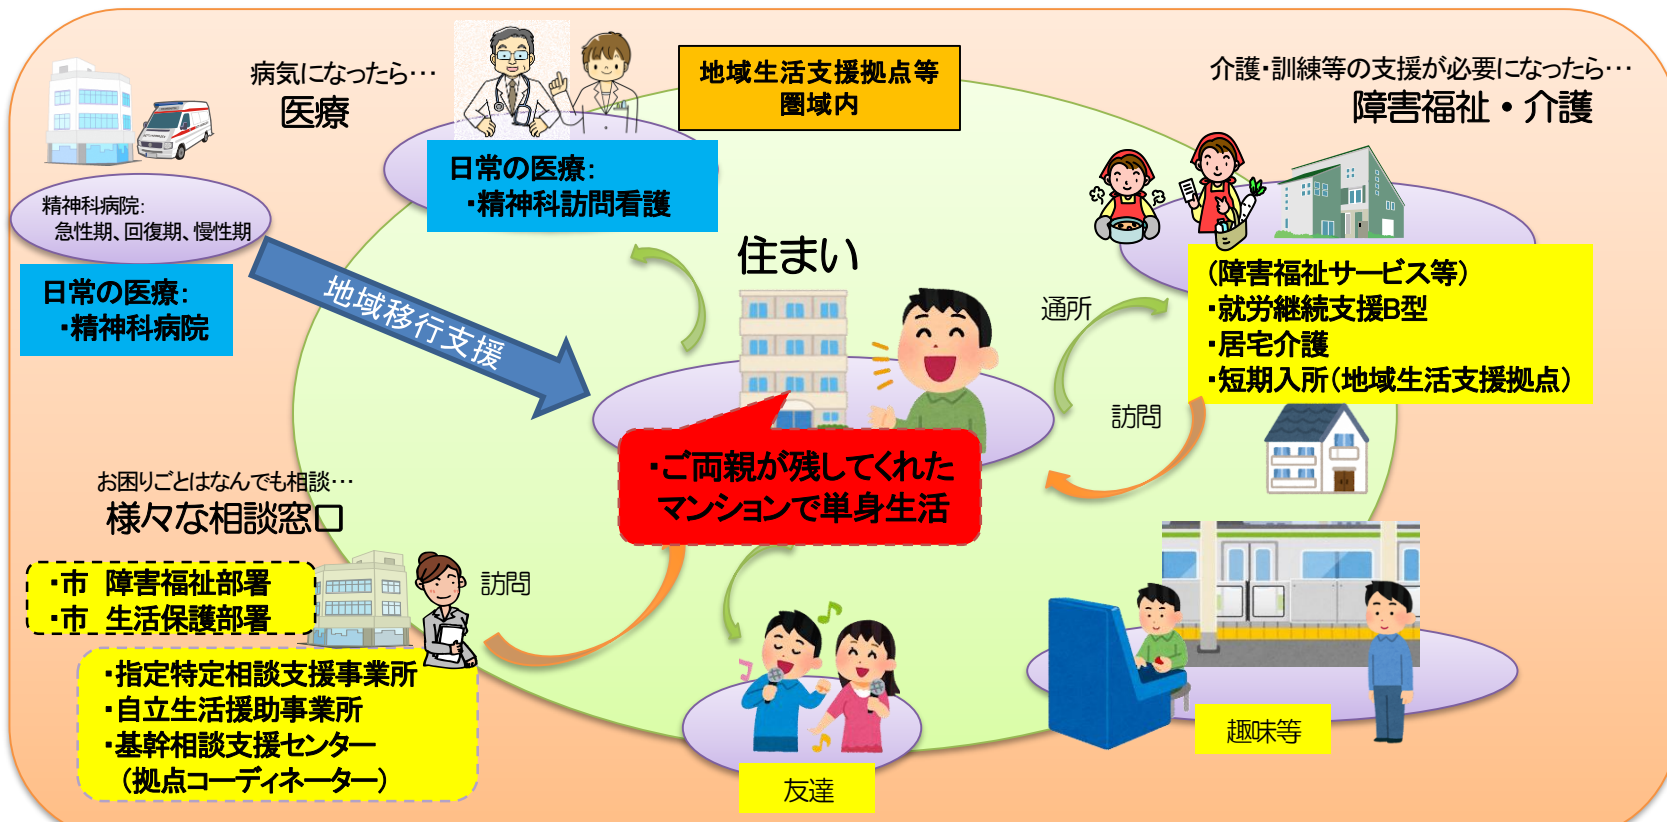 病気になったら…
医療
地域生活支援拠点等
圏域内
介護・訓練等の支援が必要になったら…
障害福祉・介護
日常の医療：
・精神科訪問看護
精神科病院：
急性期、回復期、慢性期
日常の医療：
・精神科病院
地域移行支援
住まい
通所
訪問
（障害福祉サービス等）
・就労継続支援B型
・居宅介護
・短期入所（地域生活支援拠点）
・ご両親が残してくれた
マンションで単身生活
お困りごとはなんでも相談…
様々な相談窓口
・市　障害福祉部署
・市　生活保護部署
訪問
・指定特定相談支援事業所
・自立生活援助事業所
・基幹相談支援センター
（拠点コーディネーター）
友達
趣味等